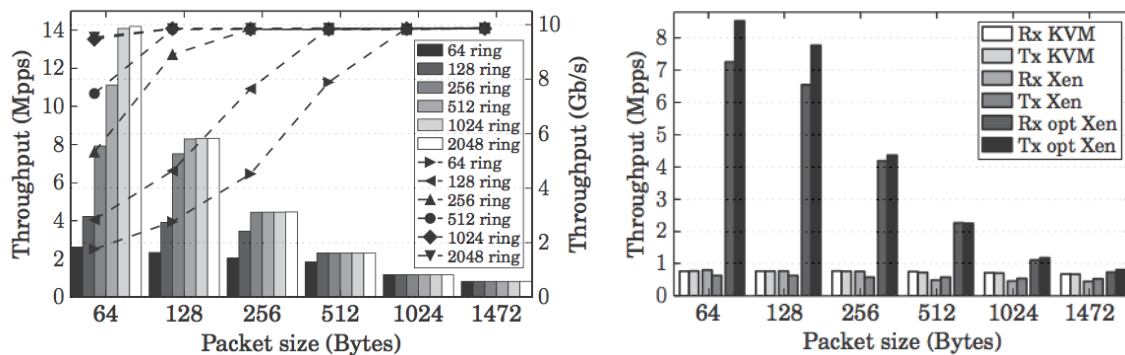 Throughput (Mpps)
14
12
10
8
6
4
2
0
64
128
256
512
1024
1472
Packet size (Bytes)
10
8
6
4
2
0
Throughput (Gb/s)
64 ring
128 ring
256 ring
512 ring
1024 ring
2048 ring
64 ring
128 ring
256 ring
512 ring
1024 ring
2048 ring
Throughput (Mpps)
8
7
6
5
4
3
2
1
0
64
128
256
512
1024
1472
Packet size (Bytes)
Rx KVM
Tx KVM
Rx Xen
Tx Xen
Rx opt Xen
Tx opt Xen